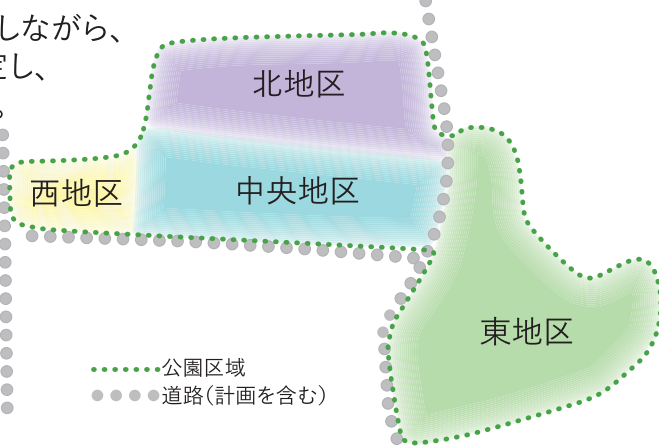 しながら、
定し、
。
北地区
西地区
中央地区
東地区
公園区域
道路(計画を含む)